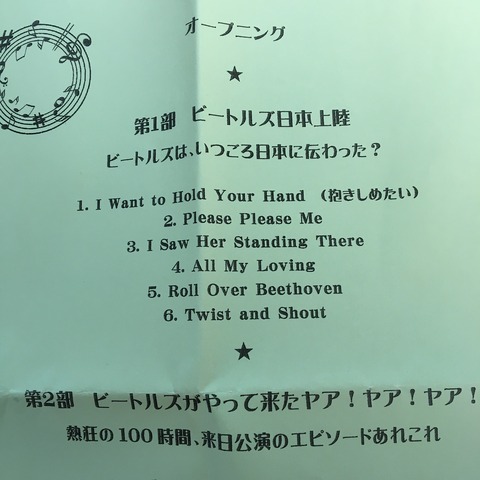 オープニング
★
第1部 ビートルズ日本上陸
ビートルズは、いつころ日本に伝わった？
1. I Want to Hold Your Hand （抱きしめたい）
2. Please Please Me
3. I Saw Her Standing There
4. All My Loving
5. Roll Over Beethoven
6. Twist and Shout
★
第2部 ビートルズがやって来たヤア！ヤア！ヤア！
熱狂の100時間、来日公演のエピソードあれこれ